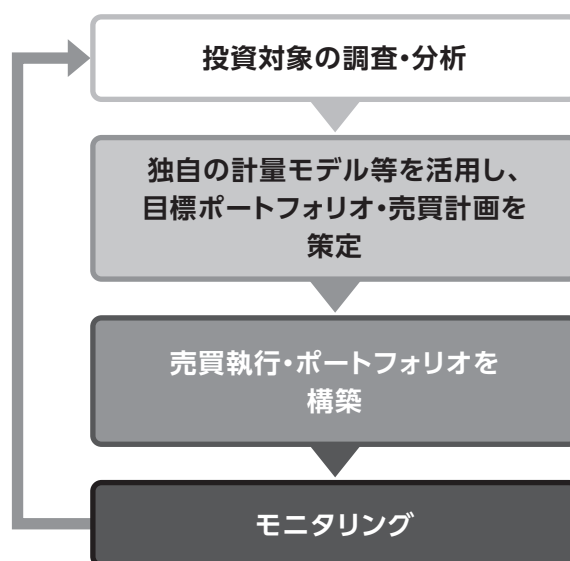 投資対象の調査・分析
独自の計量モデル等を活用し、
目標ポートフォリオ・売買計画を
策定
売買執行・ポートフォリオを
構築
モニタリング